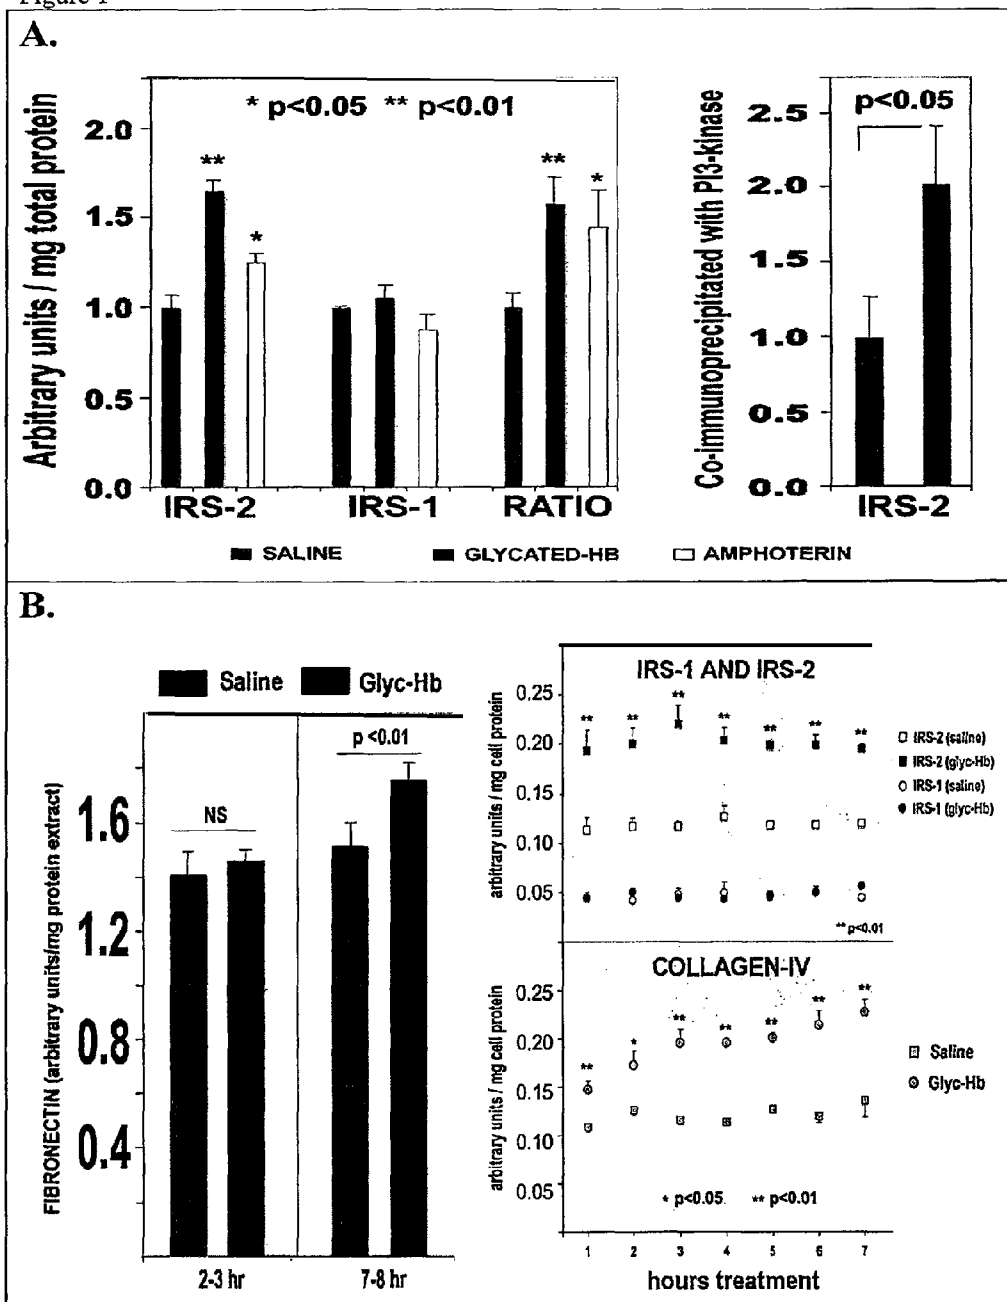 Figure 1
A.
Arbitrary units / mg total protein
* p<0.05 ** p<0.01
2.0
1.5
1.0
0.5
0.0
** * ** *
IRS-2 IRS-1 RATIO
SALINE GLYCATED-HB AMPHOTERIN
Co-immunoprecipitated with PI3-kinase
p<0.05
2.5
2.0
1.5
1.0
0.5
0.0
IRS-2
B.
Saline Glyc-Hb
FIBRONECTIN (arbitrary units/mg protein extract)
1.6
1.2
0.8
0.4
NS
p <0.01
2-3 hr 7-8 hr
IRS-1 AND IRS-2
arbitrary units / mg cell protein
0.25
0.20
0.15
0.10
0.05
** ** ** ** ** ** **
** p<0.01
IRS-2 (saline)
IRS-2 (glyc-Hb)
IRS-1 (saline)
IRS-1 (glyc-Hb)
COLLAGEN-IV
arbitrary units / mg cell protein
0.25
0.20
0.15
0.10
0.05
** * ** ** ** ** **
* p<0.05 ** p<0.01
Saline
Glyc-Hb
1 2 3 4 5 6 7
hours treatment